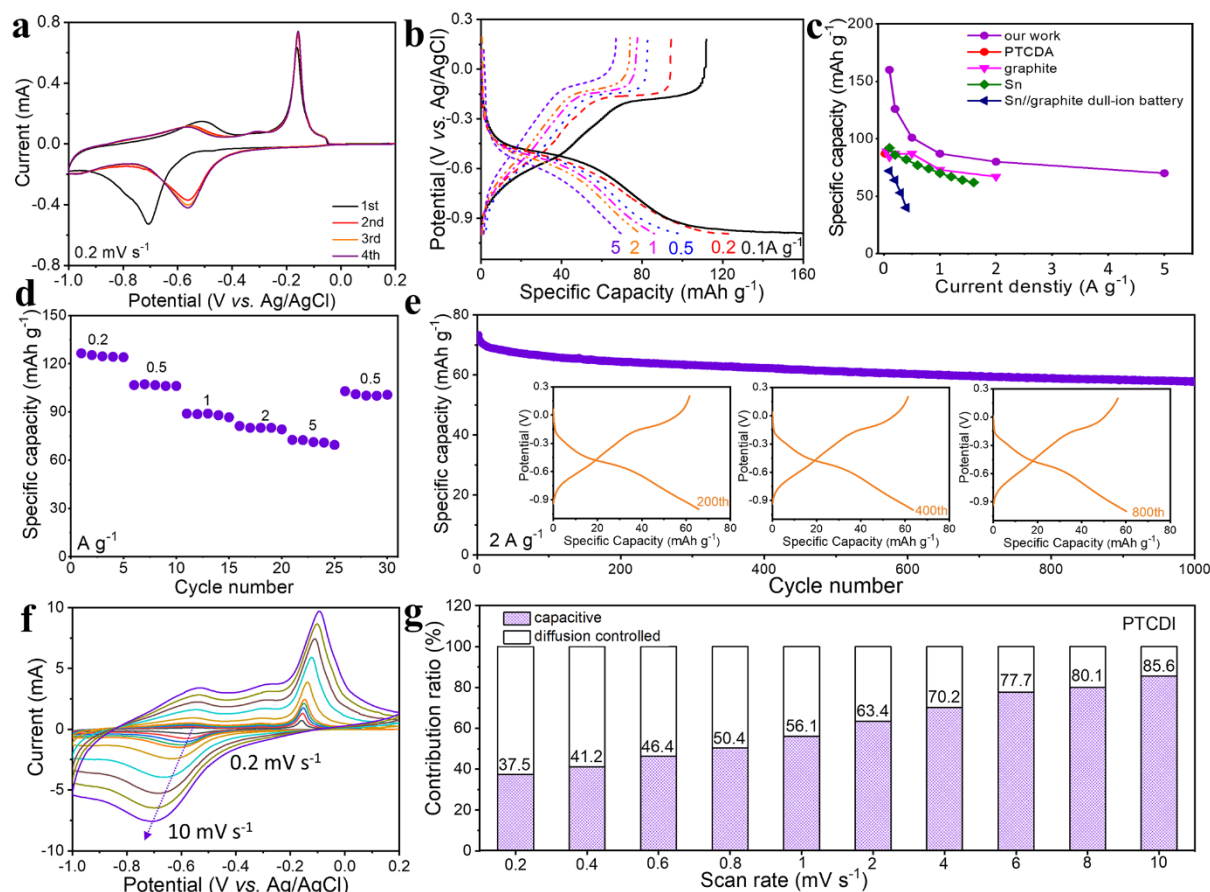 a
0.8
0.4
0.0
-0.4
-0.8
Current (mA)
1st
2nd
3rd
4th
0.2 mV s⁻¹
-1.0 -0.8 -0.6 -0.4 -0.2 0.0 0.2
Potential (V vs. Ag/AgCl)
b
0.3
0.0
-0.3
-0.6
-0.9
Potential (V vs. Ag/AgCl)
5 2 1 0.5 0.2 0.1A g⁻¹
0 40 80 120 160
Specific Capacity (mAh g⁻¹)
c
200
150
100
50
0
Specific capacity (mAh g⁻¹)
our work
PTCDA
graphite
Sn
Sn//graphite dull-ion battery
0 1 2 3 4 5
Current denstiy (A g⁻¹)
d
150
120
90
60
30
0
Specific capacity (mAh g⁻¹)
0.2
0.5
1
2
5
0.5
A g⁻¹
0 5 10 15 20 25 30
Cycle number
e
80
60
40
20
0
Specific capacity (mAh g⁻¹)
2 A g⁻¹
0 200 400 600 800 1000
Cycle number
0.3
0.0
-0.3
-0.6
-0.9
Potential (V)
200th
0 20 40 60 80
Specific Capacity (mAh g⁻¹)
0.3
0.0
-0.3
-0.6
-0.9
Potential (V)
400th
0 20 40 60 80
Specific Capacity (mAh g⁻¹)
0.3
0.0
-0.3
-0.6
-0.9
Potential (V)
800th
0 20 40 60 80
Specific Capacity (mAh g⁻¹)
f
10
5
0
-5
-10
Current (mA)
0.2 mV s⁻¹
10 mV s⁻¹
-1.0 -0.8 -0.6 -0.4 -0.2 0.0 0.2
Potential (V vs. Ag/AgCl)
g
120
100
80
60
40
20
0
Contribution ratio (%)
capacitive
diffusion controlled
PTCDI
37.5 41.2 46.4 50.4 56.1 63.4 70.2 77.7 80.1 85.6
0.2 0.4 0.6 0.8 1 2 4 6 8 10
Scan rate (mV s⁻¹)